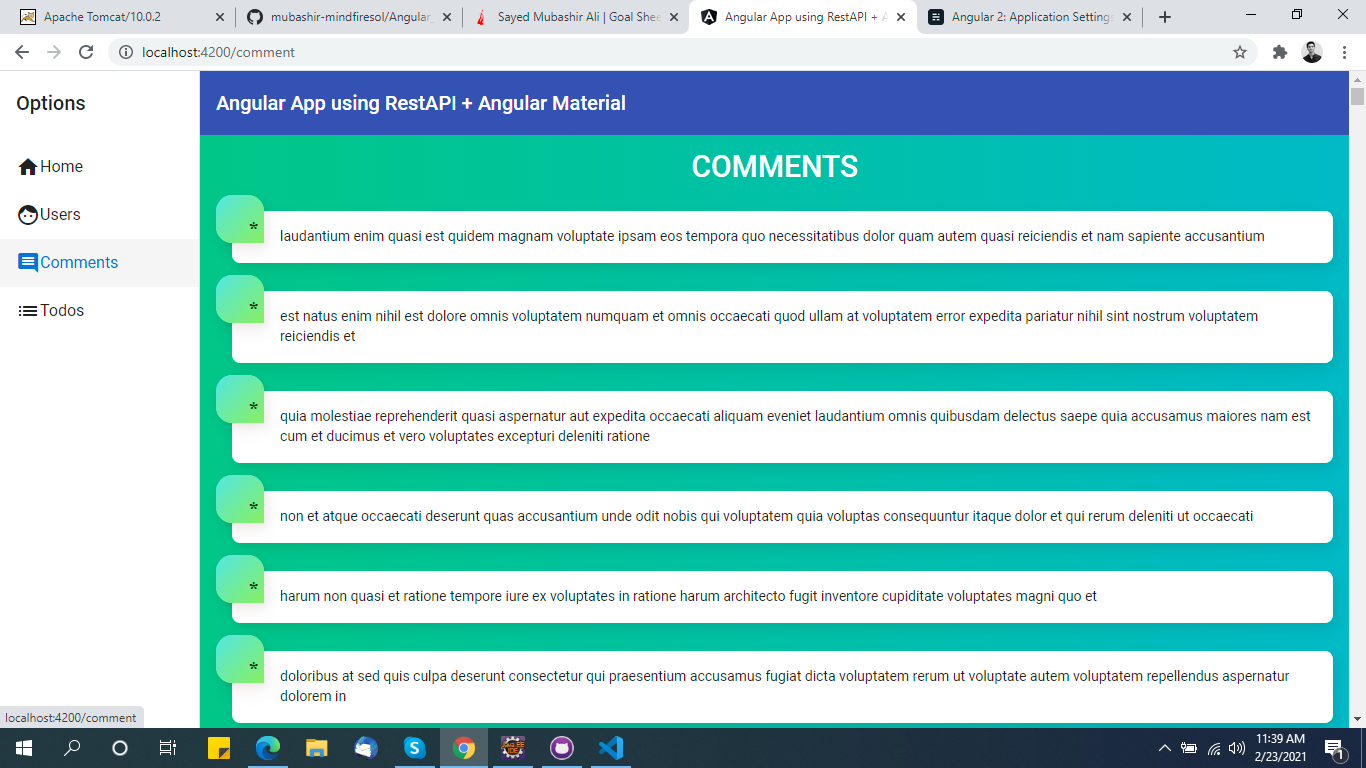 Apache Tomcat/10.0.2
mubashir-mindfiresol/Angular_
Sayed Mubashir Ali | Goal Shee
Angular App using RestAPI + A
Angular 2: Application Settings
localhost:4200/comment
Options
Angular App using RestAPI + Angular Material
Home
Users
Comments
Todos
COMMENTS
*
laudantium enim quasi est quidem magnam voluptate ipsam eos tempora quo necessitatibus dolor quam autem quasi reiciendis et nam sapiente accusantium
*
est natus enim nihil est dolore omnis voluptatem numquam et omnis occaecati quod ullam at voluptatem error expedita pariatur nihil sint nostrum voluptatem
reiciendis et
*
quia molestiae reprehenderit quasi aspernatur aut expedita occaecati aliquam eveniet laudantium omnis quibusdam delectus saepe quia accusamus maiores nam est
cum et ducimus et vero voluptates excepturi deleniti ratione
*
non et atque occaecati deserunt quas accusantium unde odit nobis qui voluptatem quia voluptas consequuntur itaque dolor et qui rerum deleniti ut occaecati
*
harum non quasi et ratione tempore iure ex voluptates in ratione harum architecto fugit inventore cupiditate voluptates magni quo et
*
doloribus at sed quis culpa deserunt consectetur qui praesentium accusamus fugiat dicta voluptatem rerum ut voluptate autem voluptatem repellendus aspernatur
dolorem in
localhost:4200/comment
Java EE
IDE
11:39 AM
2/23/2021
1